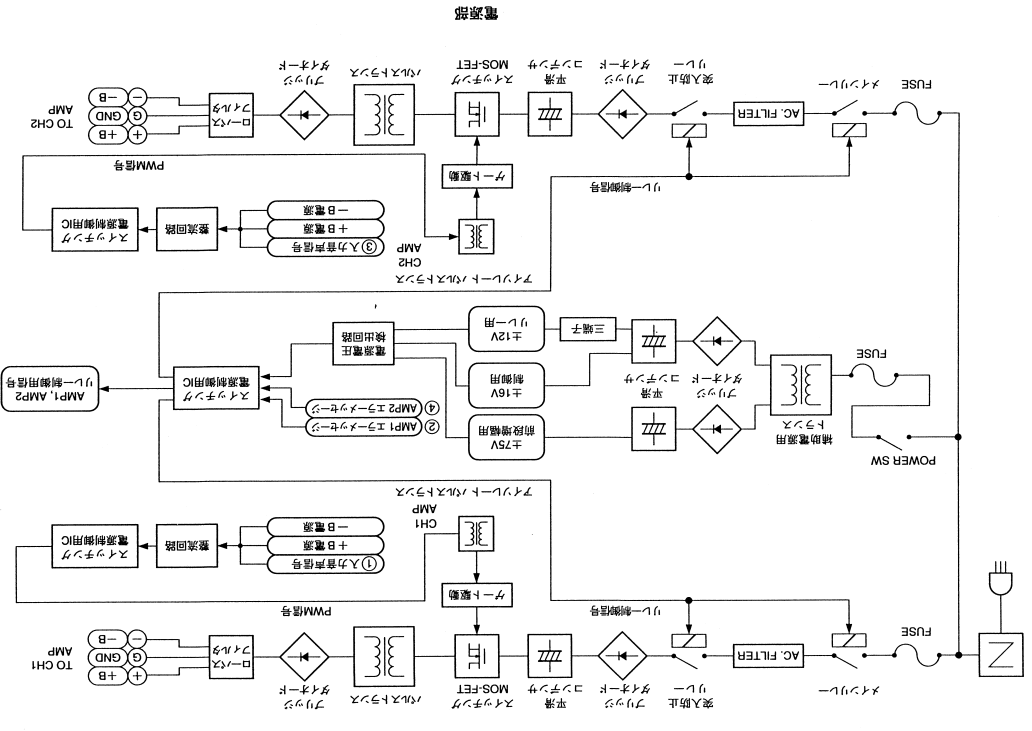 メインリレー
突入防止
リレー
ブリッジ
ダイオード
平滑
コンデンサ
スイッチング
MOS-FET
パルストランス
ブリッジ
ダイオード
FUSE
AC. FILTER
ローパス
フィルタ
+ +B
G GND
− −B
TO CH1
AMP
リレー制御信号
ゲート駆動
PWM信号
①入力音声信号
+B電源
−B電源
整流回路
スイッチング
電源制御用IC
CH1
AMP
アイソレートパルストランス
POWER SW
補助電源用
トランス
FUSE
ブリッジ
ダイオード
平滑
コンデンサ
±75V
前段増幅用
±16V
制御用
三端子
±12V
リレー用
② AMP1 エラーメッセージ
④ AMP2 エラーメッセージ
電源電圧
検出回路
スイッチング
電源制御用IC
AMP1, AMP2
リレー制御用信号
アイソレートパルストランス
CH2
AMP
③入力音声信号
+B電源
−B電源
整流回路
スイッチング
電源制御用IC
リレー制御信号
ゲート駆動
PWM信号
FUSE
メインリレー
AC. FILTER
突入防止
リレー
ブリッジ
ダイオード
平滑
コンデンサ
スイッチング
MOS-FET
パルストランス
ブリッジ
ダイオード
ローパス
フィルタ
+ +B
G GND
− −B
TO CH2
AMP
電源部